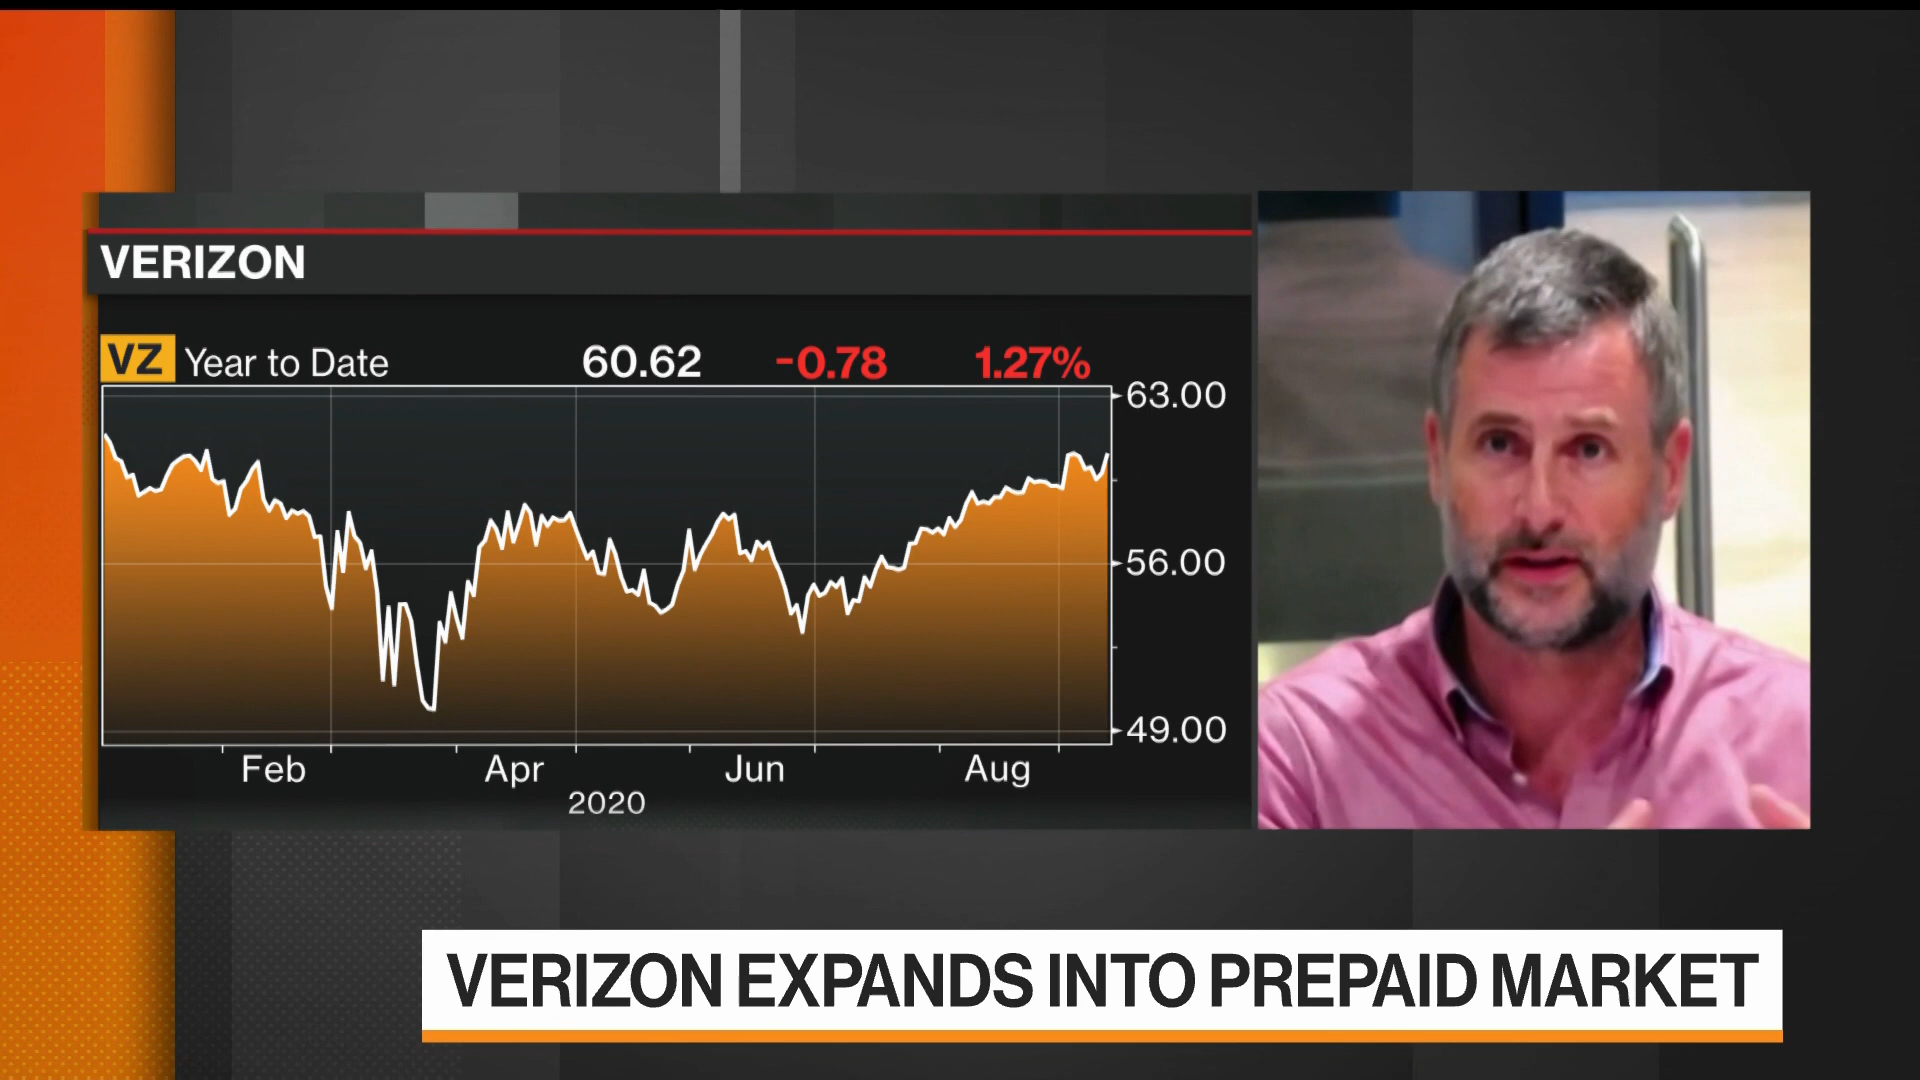 VERIZON
VZ Year to Date 60.62 -0.78 1.27%
63.00
56.00
49.00
Feb Apr Jun Aug
2020
VERIZON EXPANDS INTO PREPAID MARKET